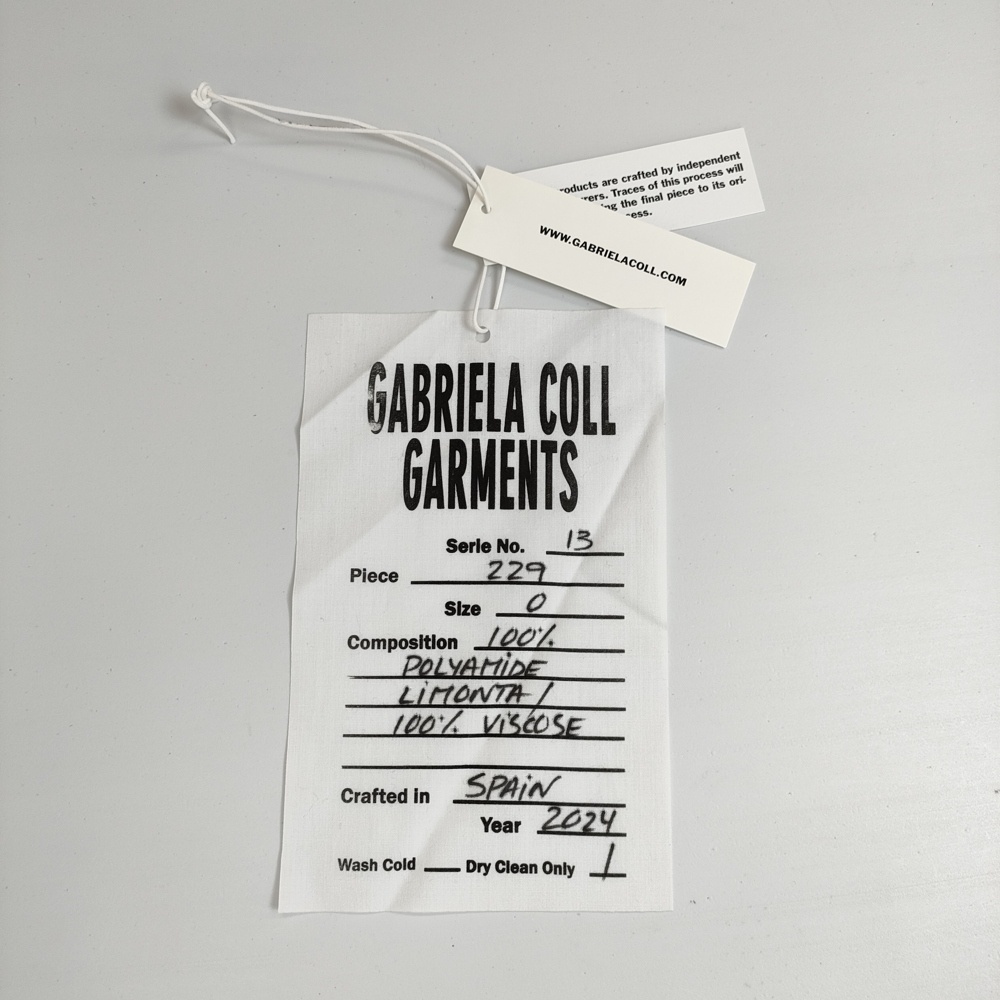 oducts are crafted by independent
rers. Traces of this process will
ng the final piece to its ori-
ess.
WWW.GABRIELACOLL.COM
GABRIELA COLL
GARMENTS
Serie No. 13
Piece 229
Size 0
Composition 100%
POLYAMIDE
LIMONTA /
100% VISCOSE
Crafted in SPAIN
Year 2024
Wash Cold Dry Clean Only /